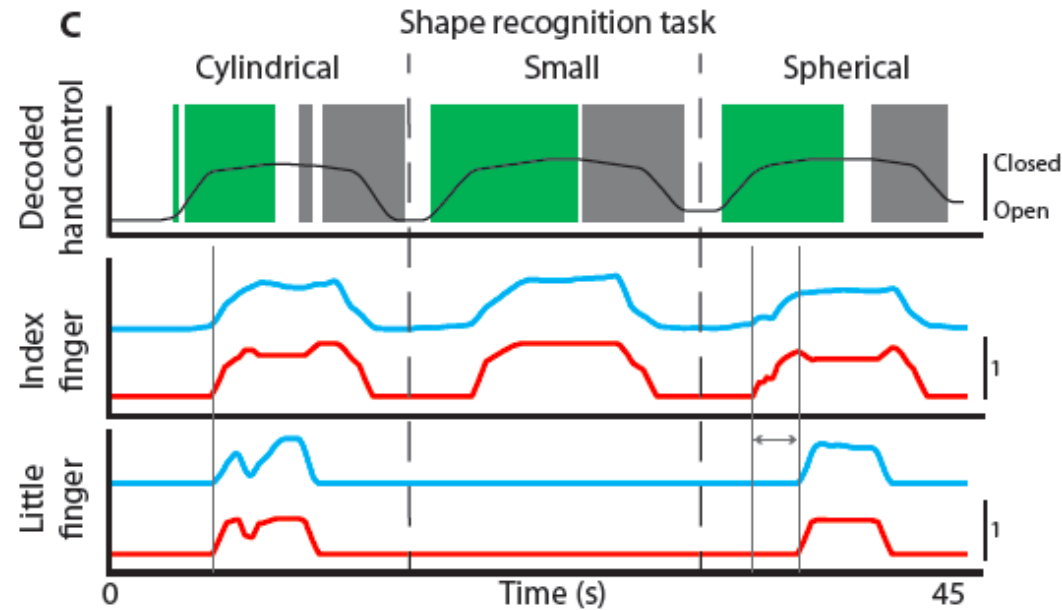 C
Shape recognition task
Cylindrical
Small
Spherical
Decoded
hand control
Closed
Open
Index
finger
1
Little
finger
1
0
Time (s)
45